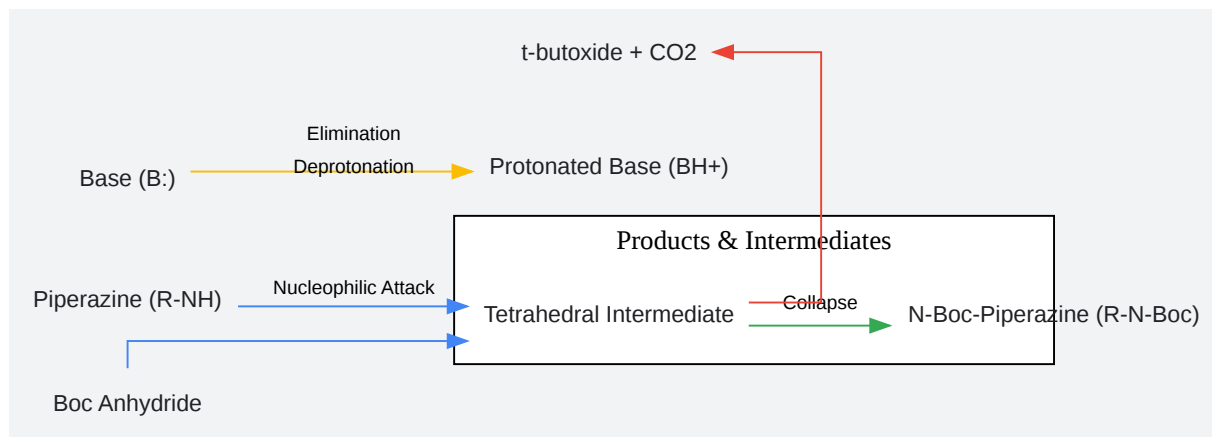 t-butoxide + CO2
Elimination
Deprotonation
Base (B:)
Protonated Base (BH+)
Products & Intermediates
Piperazine (R-NH)
Nucleophilic Attack
Tetrahedral Intermediate
Collapse
N-Boc-Piperazine (R-N-Boc)
Boc Anhydride